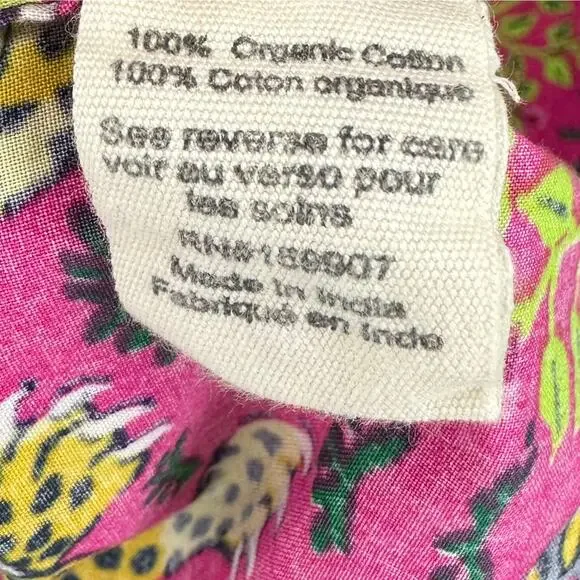 100% Organic Cotton
100% Coton organique
See reverse for care
voir au verso pour
les soins
RN#189907
Made in India
Fabriqué en Inde